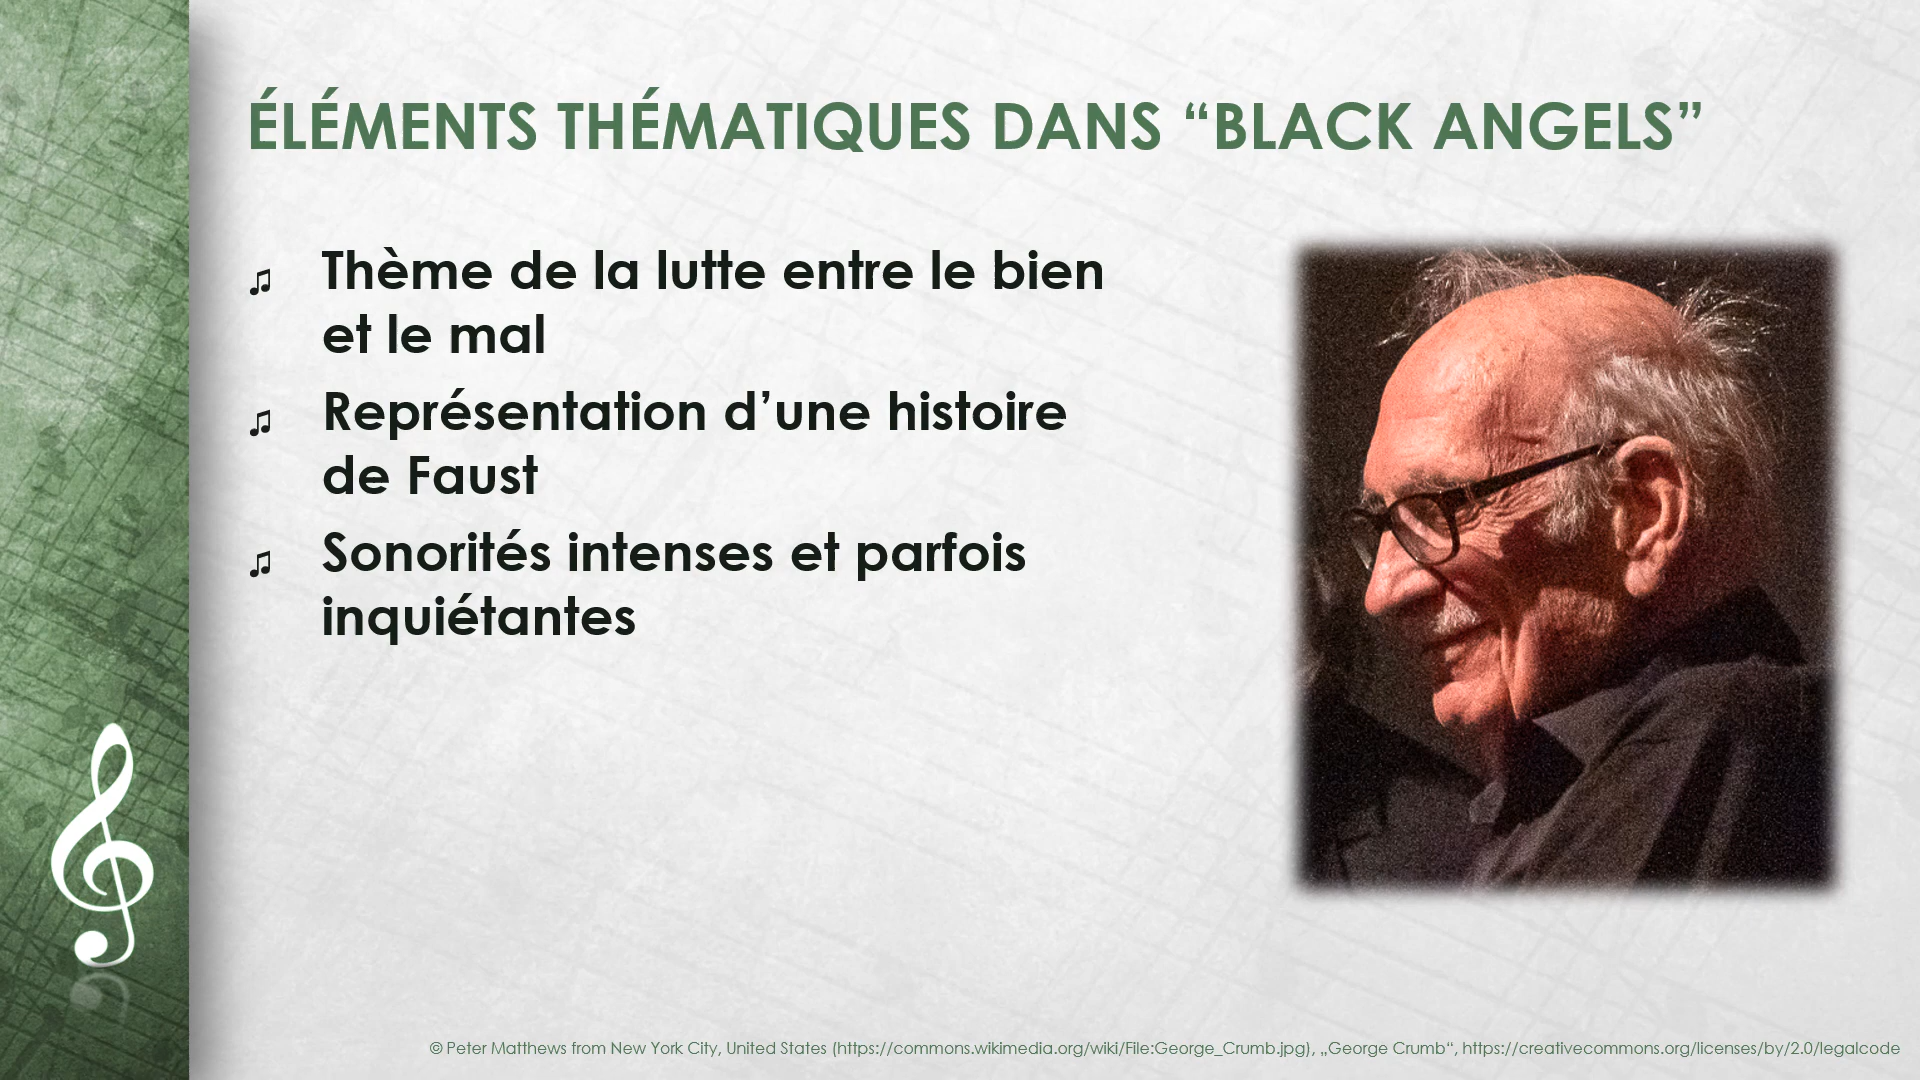 ÉLÉMENTS THÉMATIQUES DANS “BLACK ANGELS”
♫ Thème de la lutte entre le bien
et le mal
♫ Représentation d’une histoire
de Faust
♫ Sonorités intenses et parfois
inquiétantes
© Peter Matthews from New York City, United States (https://commons.wikimedia.org/wiki/File:George_Crumb.jpg), „George Crumb“, https://creativecommons.org/licenses/by/2.0/legalcode